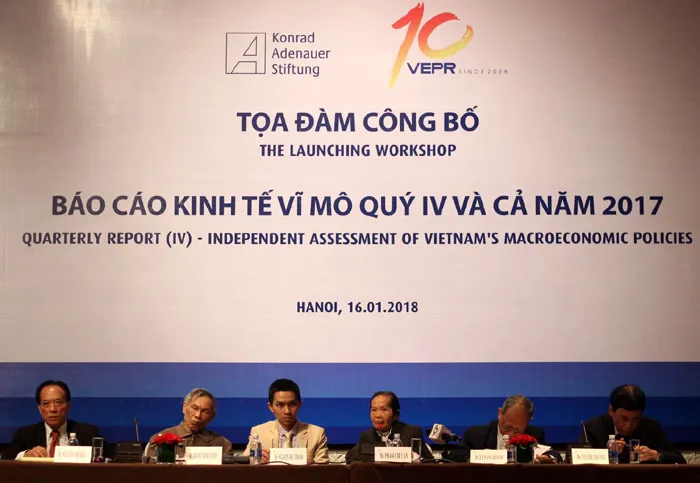 Konrad
Adenauer
Stiftung
10
VEPR SINCE 2008
TỌA ĐÀM CÔNG BỐ
THE LAUNCHING WORKSHOP
BÁO CÁO KINH TẾ VĨ MÔ QUÝ IV VÀ CẢ NĂM 2017
QUARTERLY REPORT (IV) - INDEPENDENT ASSESSMENT OF VIETNAM'S MACROECONOMIC POLICIES
HANOI, 16.01.2018